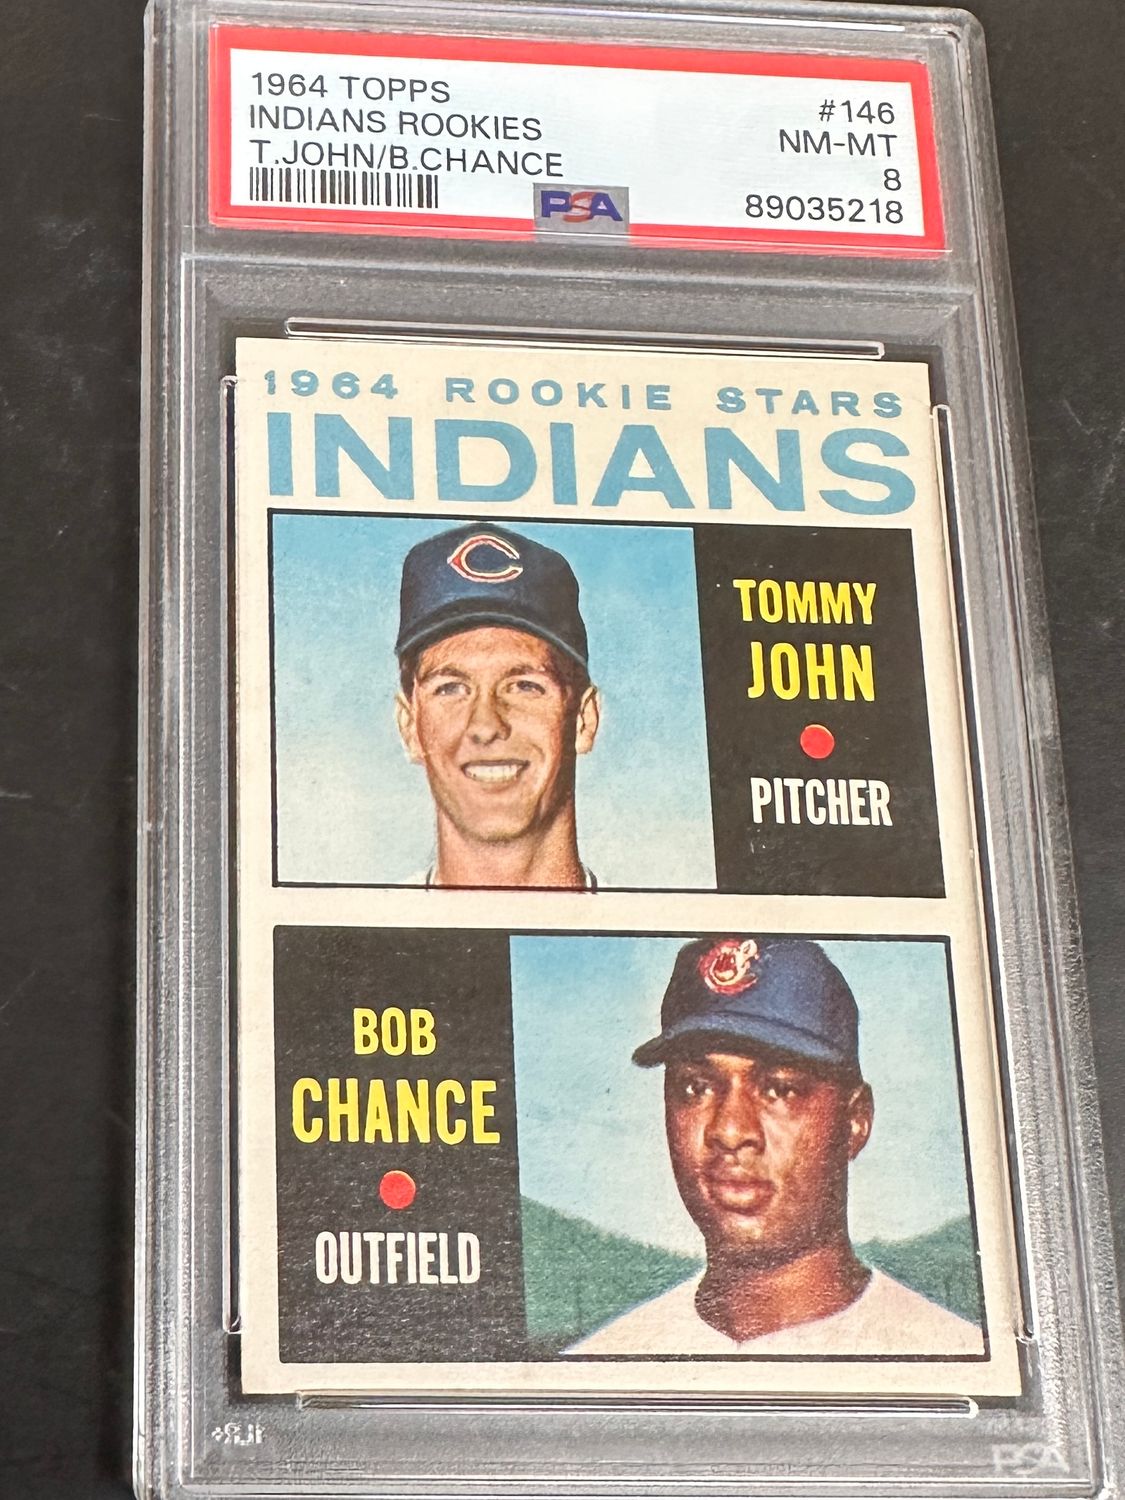 1964 TOPPS
#146
INDIANS ROOKIES
NM-MT
T.JOHN/B.CHANCE
8
PSA
89035218
1964 ROOKIE STARS
INDIANS
C
TOMMY
JOHN
PITCHER
BOB
CHANCE
OUTFIELD
PSA